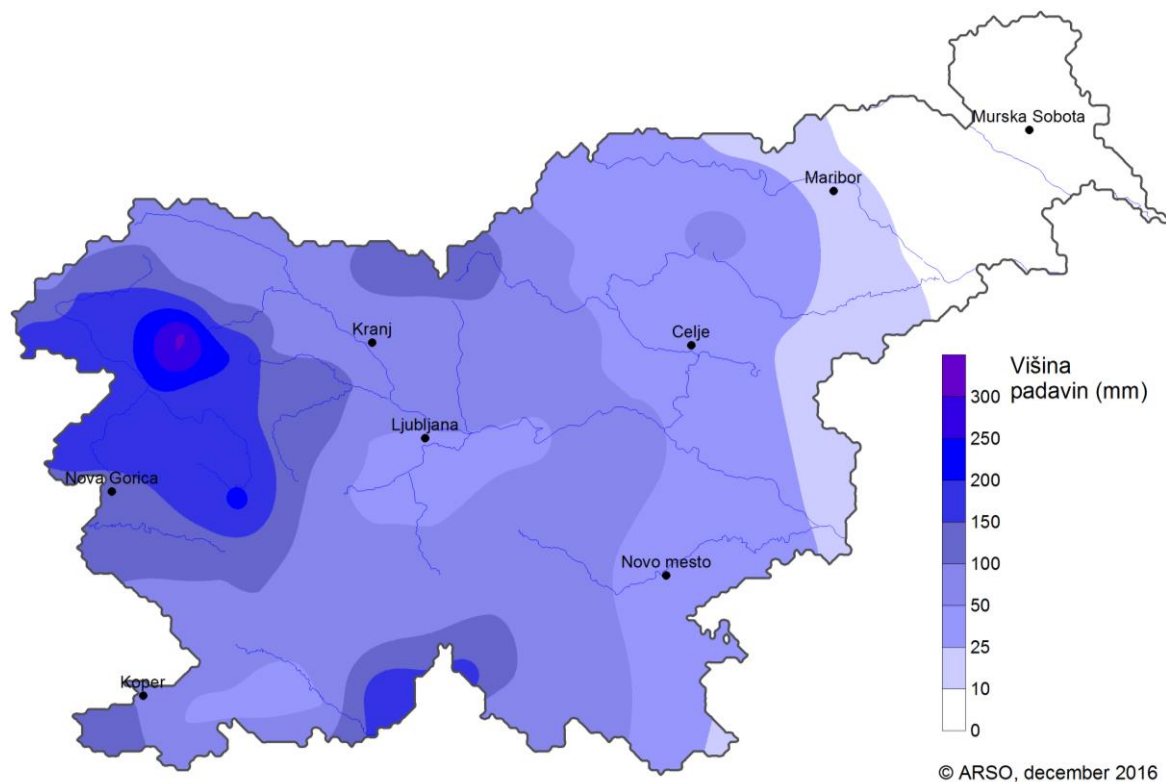 Murska Sobota
Maribor
Kranj
Celje
Ljubljana
Nova Gorica
Novo mesto
Koper
Višina
padavin (mm)
300
250
200
150
100
50
25
10
0
© ARSO, december 2016